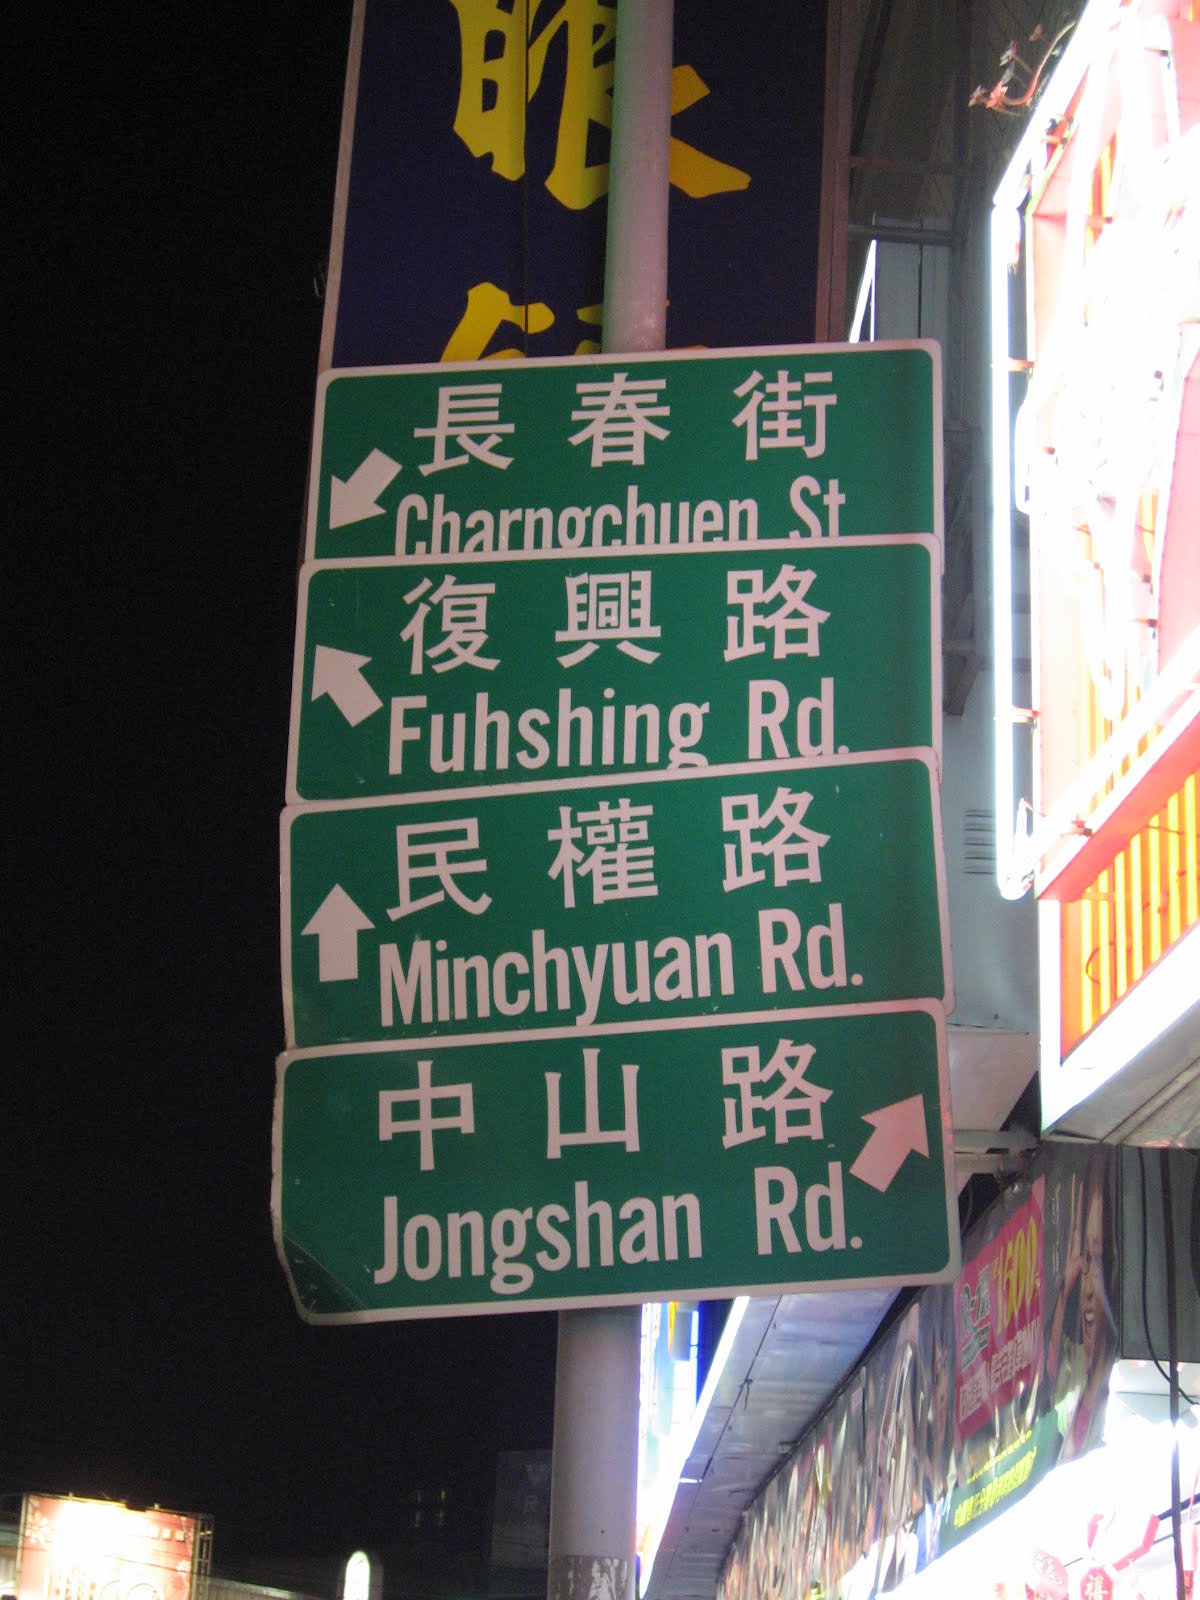 眼
長春街
Charngchuen St
復興路
Fuhshing Rd.
民權路
Minchyuan Rd.
中山路
Jongshan Rd.